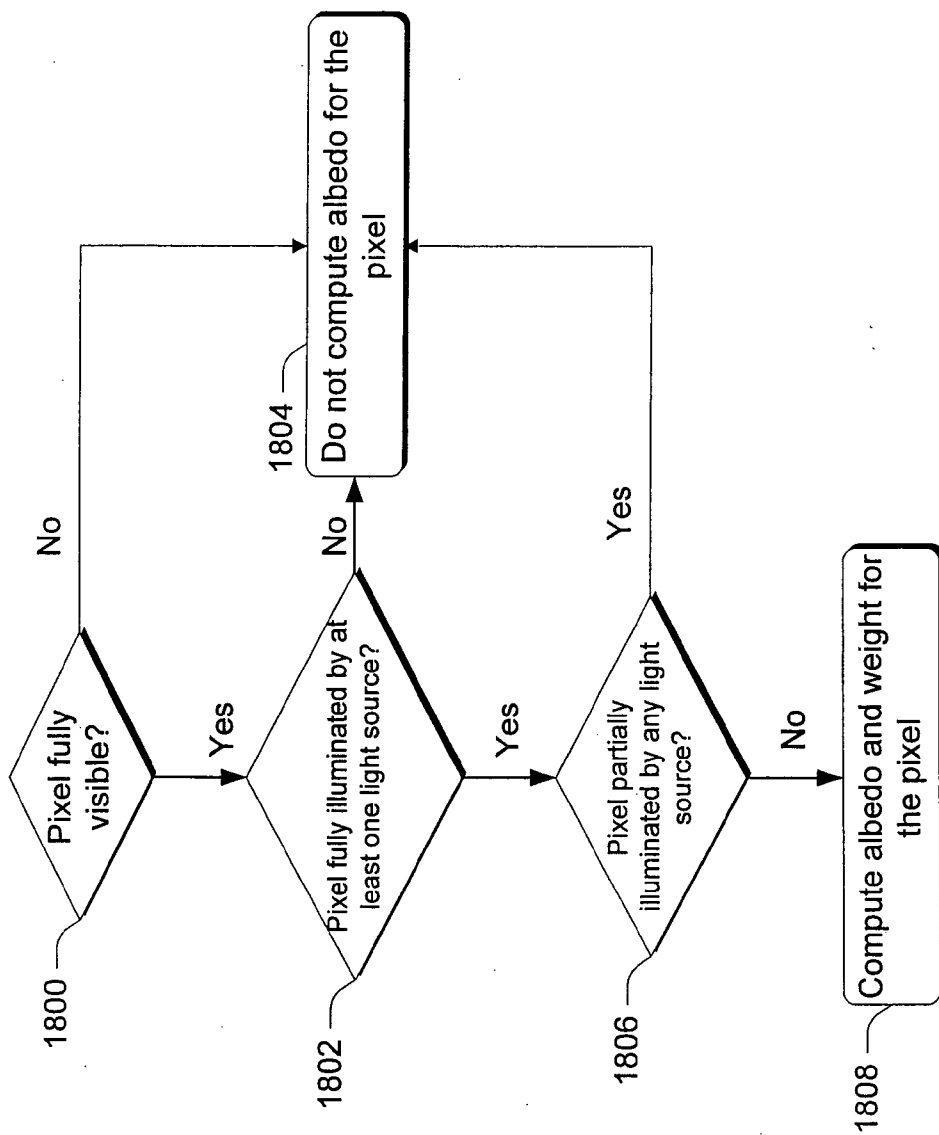 1800
Pixel fully
visible?
No
Yes
1802
Pixel fully illuminated by at
least one light source?
No
1804
Do not compute albedo for the
pixel
Yes
1806
Pixel partially
illuminated by any light
source?
Yes
No
1808
Compute albedo and weight for
the pixel